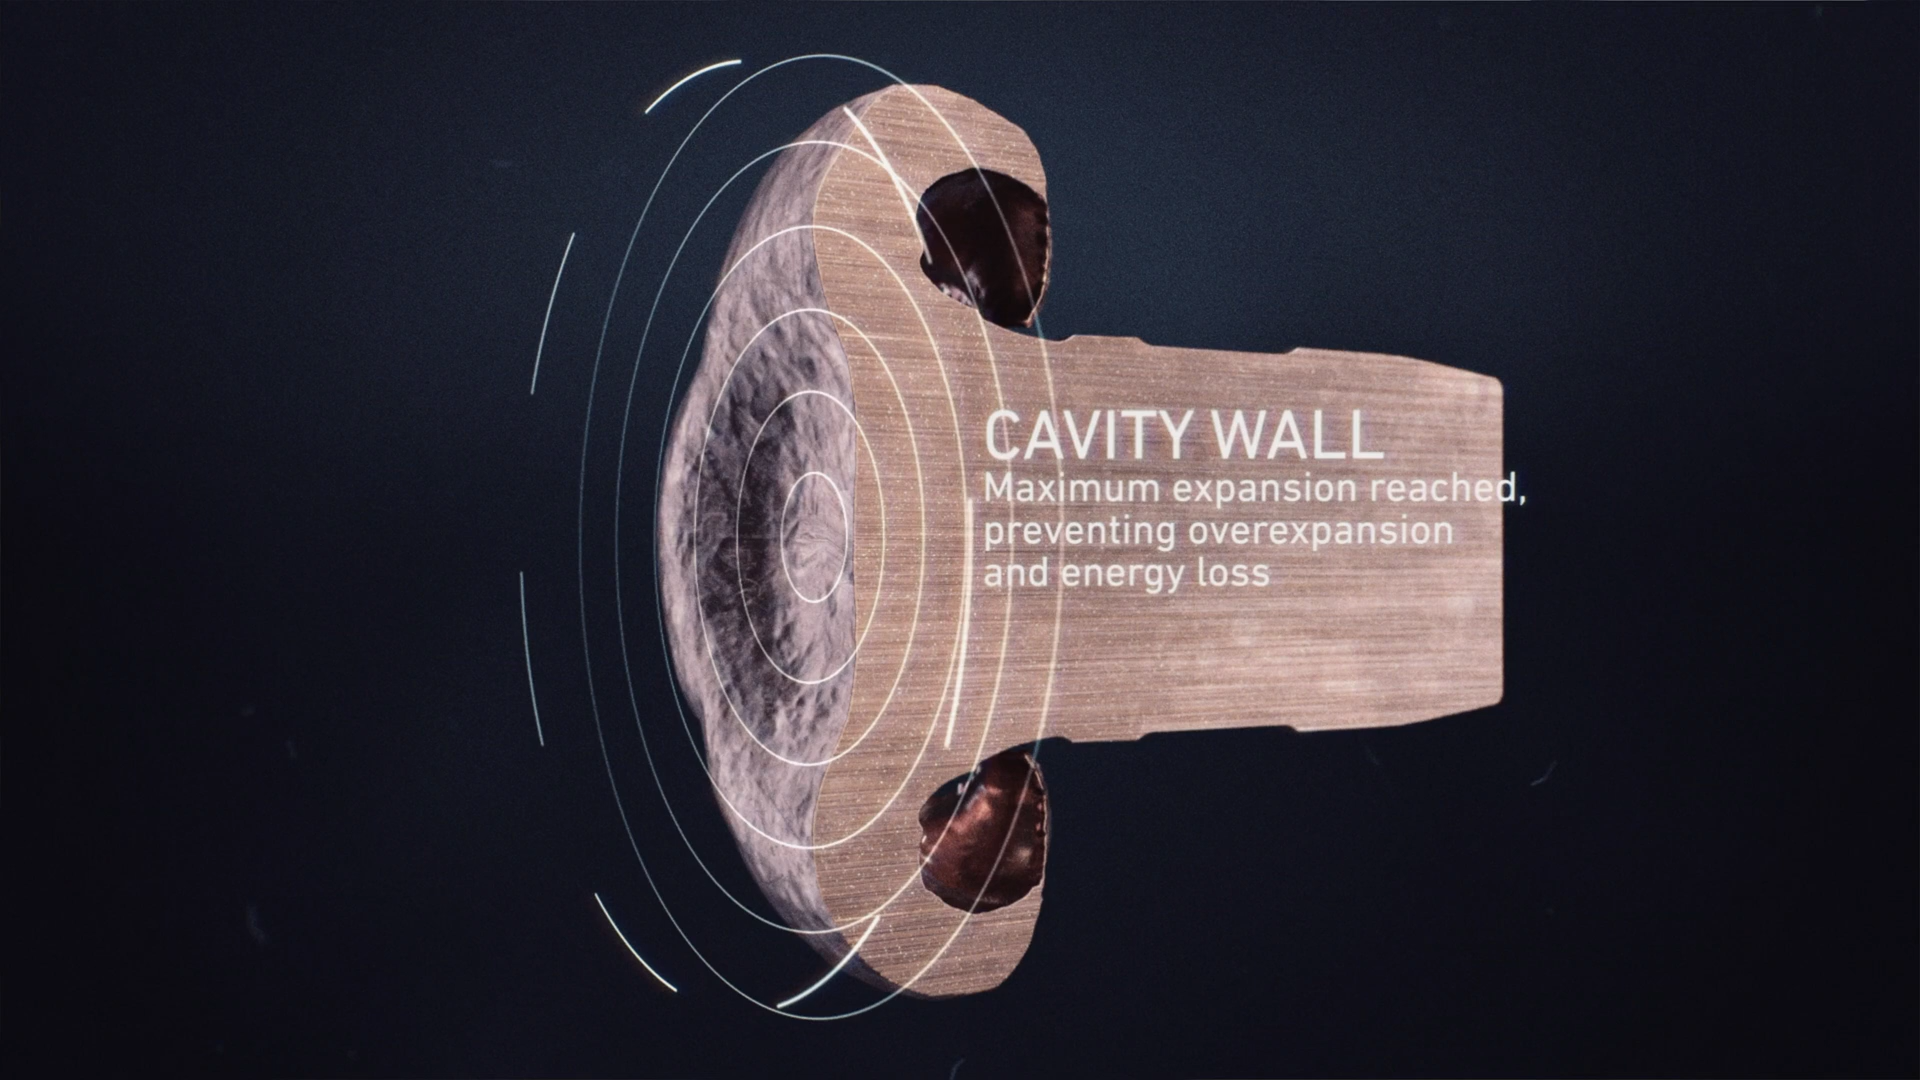 CAVITY WALL
Maximum expansion reached,
preventing overexpansion
and energy loss